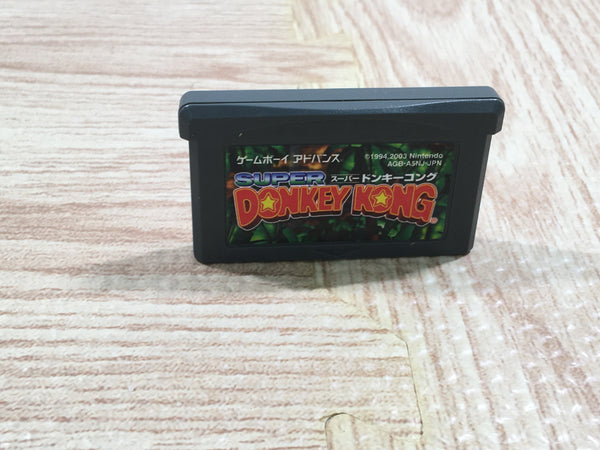 ゲームボーイ アドバンス
©1994,2003 Nintendo
AGB-A5NJ-JPN
SUPER
スーパー ドンキーコング
DONKEY KONG